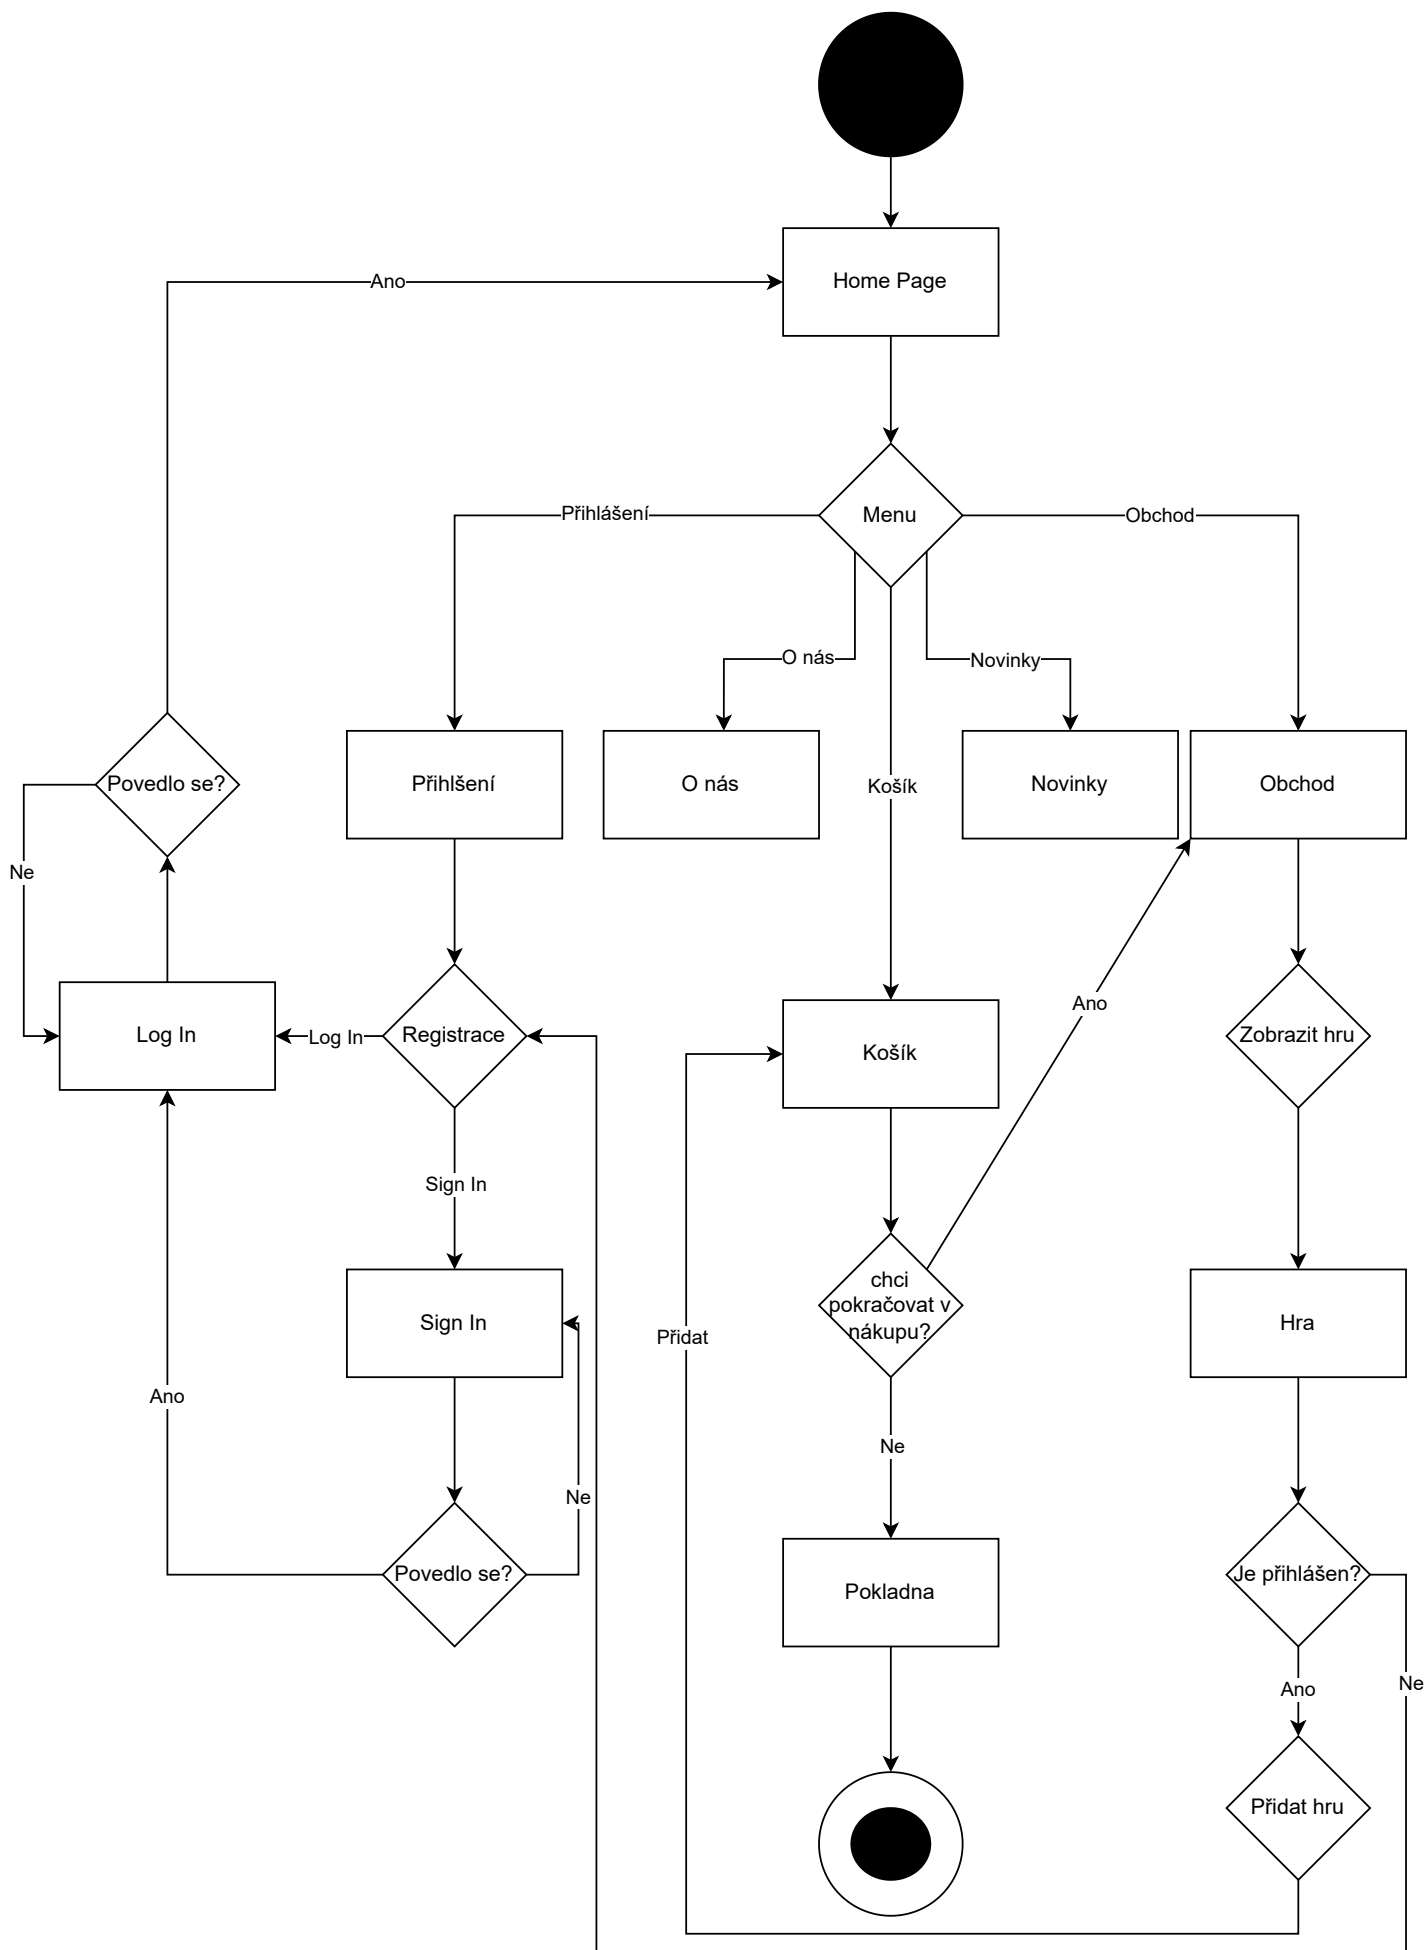 Home Page
Ano
Menu
Přihlášení
Obchod
O nás
Novinky
Povedlo se?
Přihlšení
O nás
Košík
Novinky
Obchod
Ne
Ano
Log In
Log In
Registrace
Košík
Zobrazit hru
Sign In
chci
pokračovat v
nákupu?
Sign In
Hra
Přidat
Ano
Ne
Ne
Povedlo se?
Pokladna
Je přihlášen?
Ano
Ne
Přidat hru